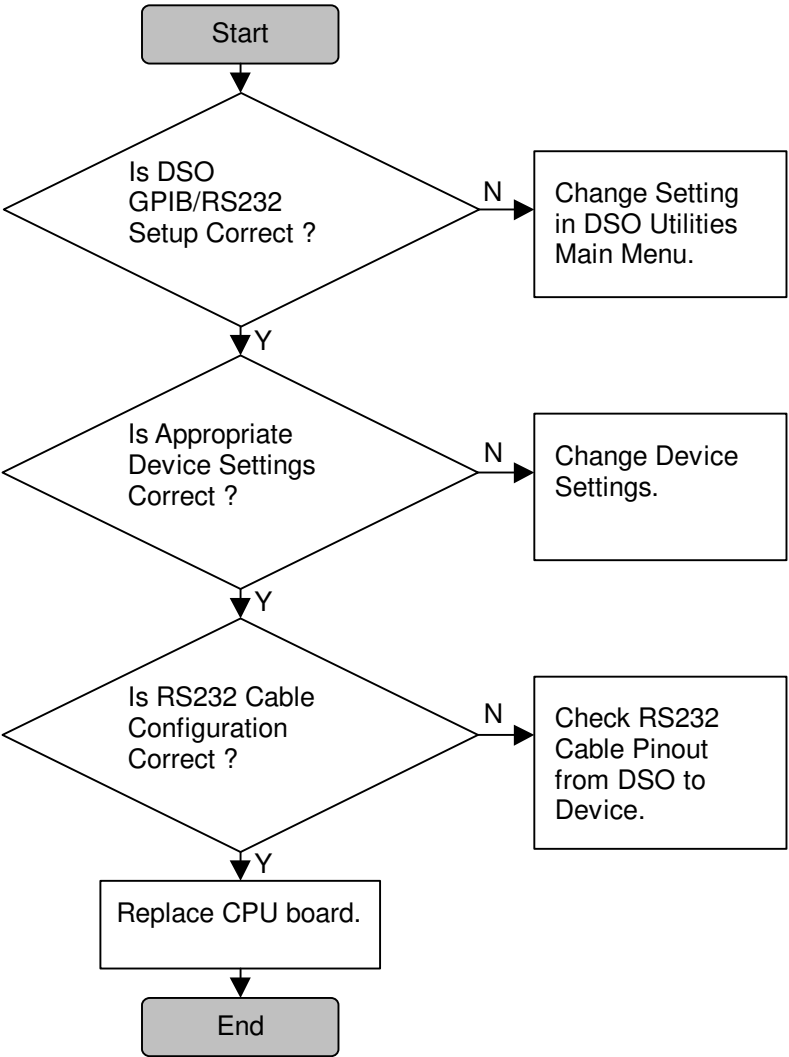 Start
Is DSO
GPIB/RS232
Setup Correct ?
N
Change Setting
in DSO Utilities
Main Menu.
Y
Is Appropriate
Device Settings
Correct ?
N
Change Device
Settings.
Y
Is RS232 Cable
Configuration
Correct ?
N
Check RS232
Cable Pinout
from DSO to
Device.
Y
Replace CPU board.
End